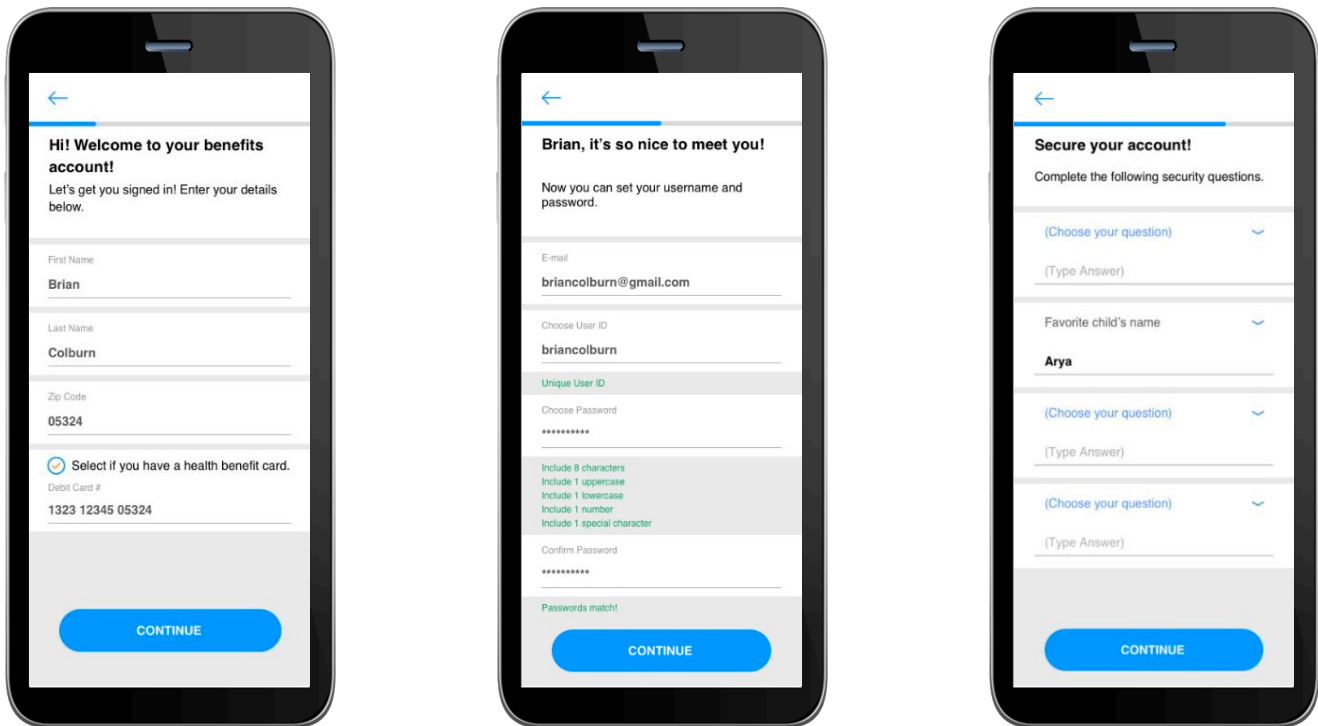 Hi! Welcome to your benefits
account!
Let's get you signed in! Enter your details
below.
First Name
Brian
Last Name
Colburn
Zip Code
05324
Select if you have a health benefit card.
Debit Card #
1323 12345 05324
CONTINUE
Brian, it's so nice to meet you!
Now you can set your username and
password.
E-mail
briancolburn@gmail.com
Choose User ID
briancolburn
Unique User ID
Choose Password
**********
Include 8 characters
Include 1 uppercase
Include 1 lowercase
Include 1 number
Include 1 special character
Confirm Password
**********
Passwords match!
CONTINUE
Secure your account!
Complete the following security questions.
(Choose your question)
(Type Answer)
Favorite child's name
Arya
(Choose your question)
(Type Answer)
(Choose your question)
(Type Answer)
CONTINUE